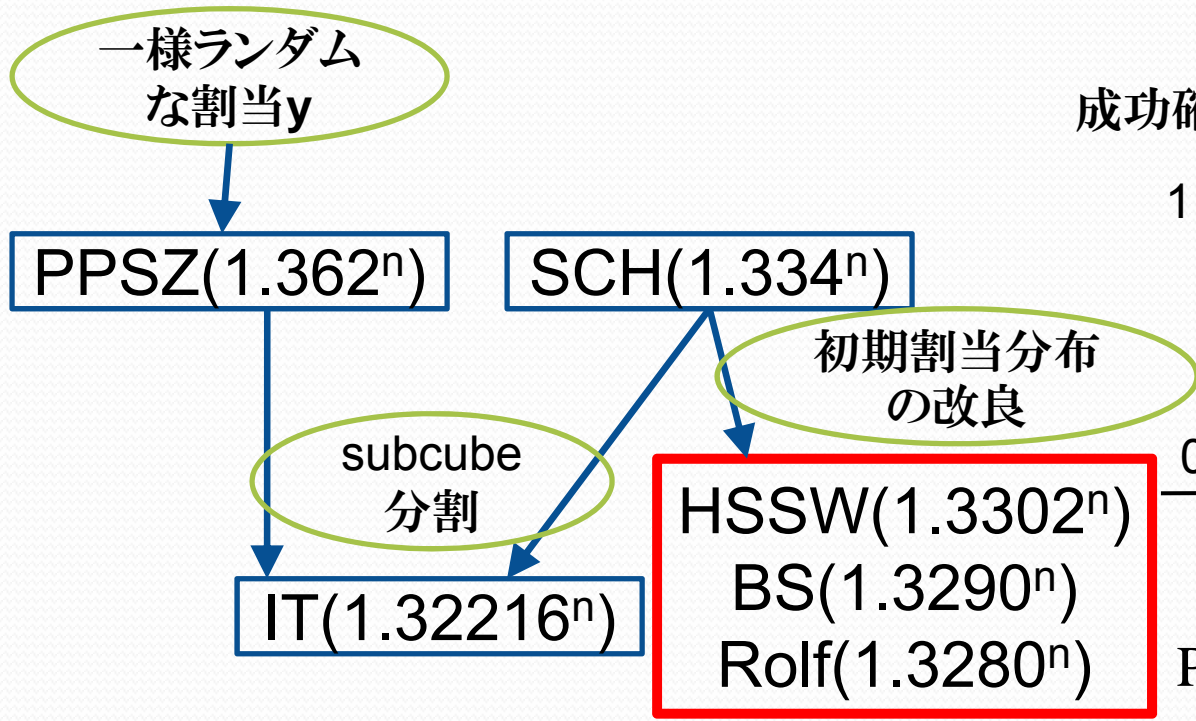 一様ランダム
な割当y
成功
1
PPSZ(1.362ⁿ)
SCH(1.334ⁿ)
初期割当分布
の改良
subcube
分割
0
HSSW(1.3302ⁿ)
BS(1.3290ⁿ)
Rolf(1.3280ⁿ)
IT(1.32216ⁿ)